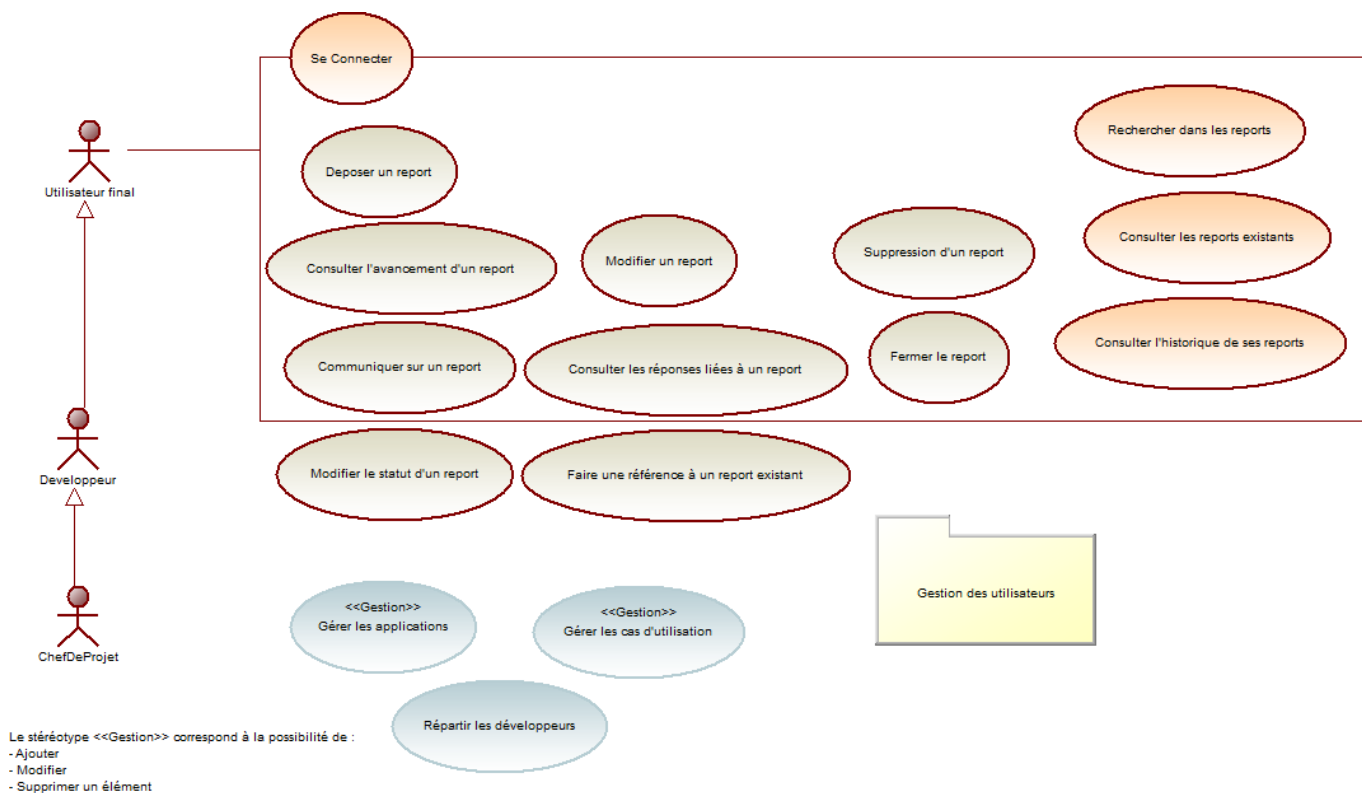 Se Connecter
Rechercher dans les reports
Deposer un report
Utilisateur final
Consulter les reports existants
Suppression d'un report
Modifier un report
Consulter l'avancement d'un report
Consulter l'historique de ses reports
Fermer le report
Communiquer sur un report
Consulter les réponses liées à un report
Modifier le statut d'un report
Faire une référence à un report existant
Developpeur
Gestion des utilisateurs
<<Gestion>>
Gérer les applications
<<Gestion>>
Gérer les cas d'utilisation
ChefDeProjet
Répartir les développeurs
Le stéréotype <<Gestion>> correspond à la possibilité de :
- Ajouter
- Modifier
- Supprimer un élément